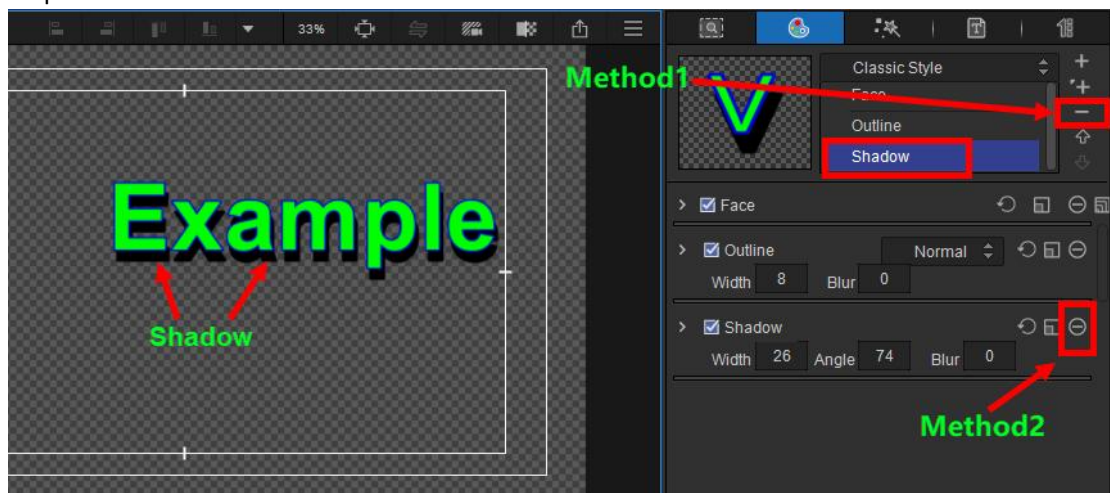 33%
Method1
Classic Style
Face
Outline
Shadow
V
Example
Shadow
Face
Outline
Normal
Width 8 Blur 0
Shadow
Width 26 Angle 74 Blur 0
Method2